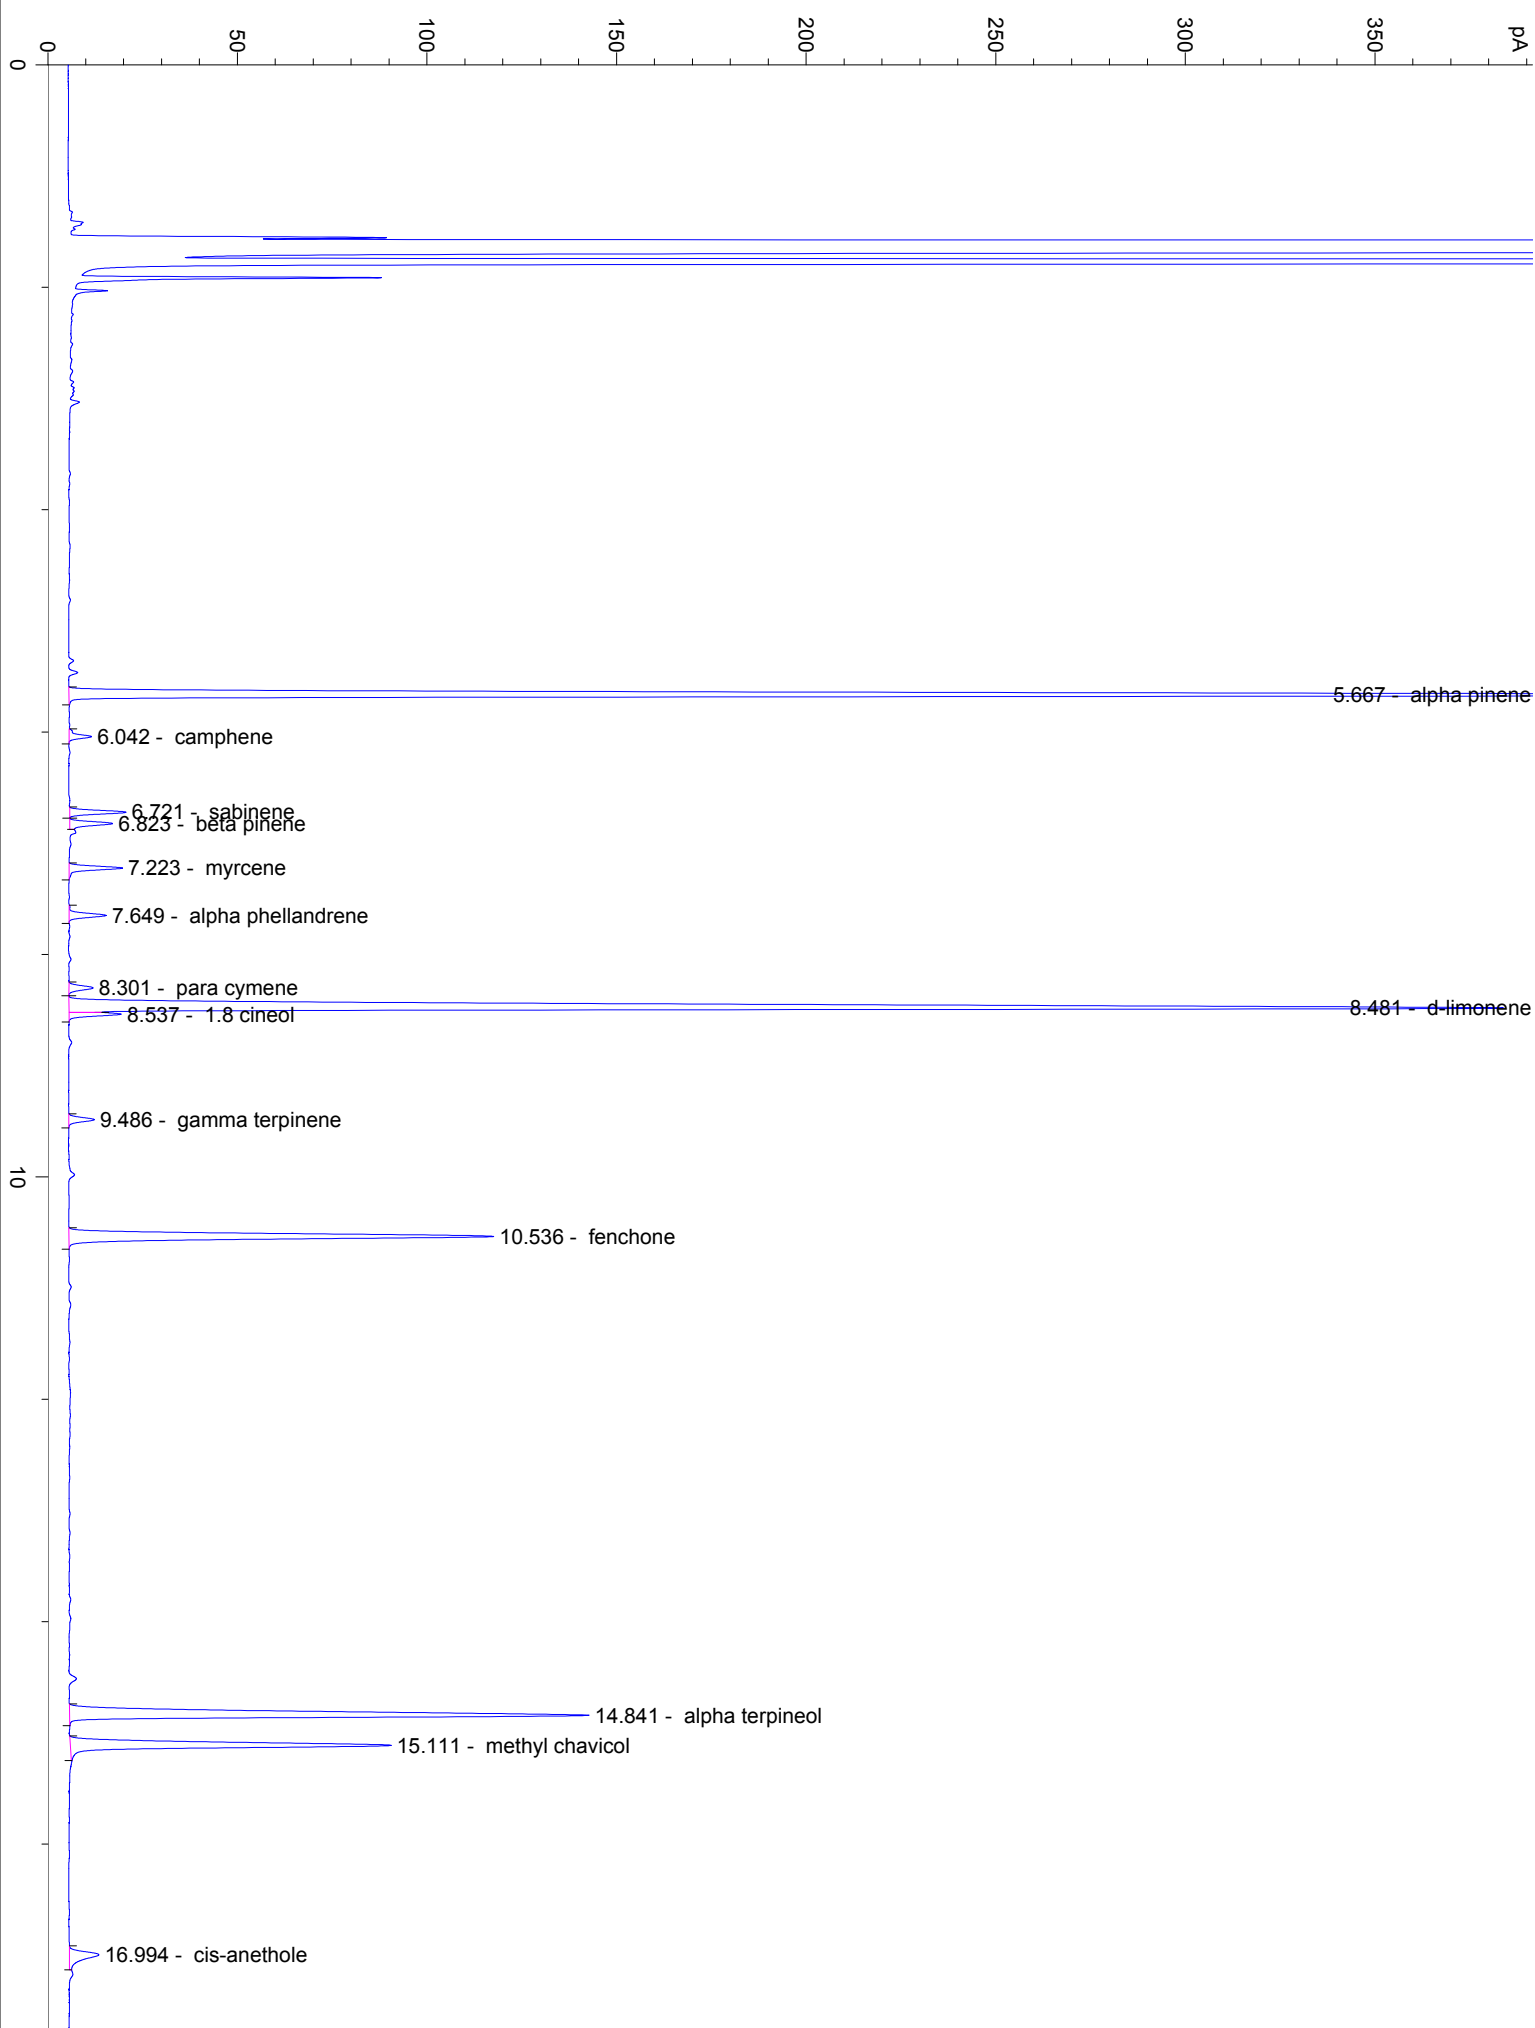 pA
0
50
100
150
200
250
300
350
0
5.667 - alpha pinene
6.042 - camphene
6.721 - sabinene
6.823 - beta pinene
7.223 - myrcene
7.649 - alpha phellandrene
8.301 - para cymene
8.481 - d-limonene
8.537 - 1.8 cineol
9.486 - gamma terpinene
10
10.536 - fenchone
14.841 - alpha terpineol
15.111 - methyl chavicol
16.994 - cis-anethole